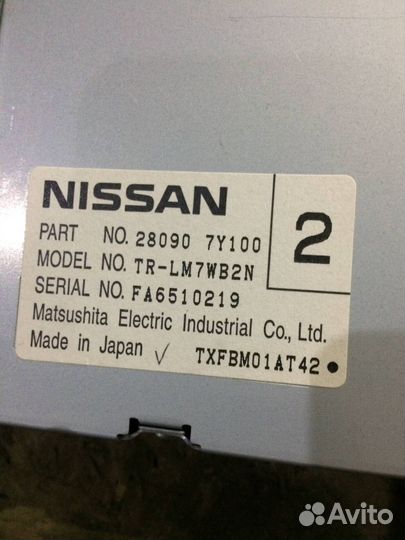 NISSAN
2
PART NO. 28090 7Y100
MODEL NO. TR-LM7WB2N
SERIAL NO. FA6510219
Matsushita Electric Industrial Co., Ltd.
Made in Japan √ TXFBM01AT42●
Avito